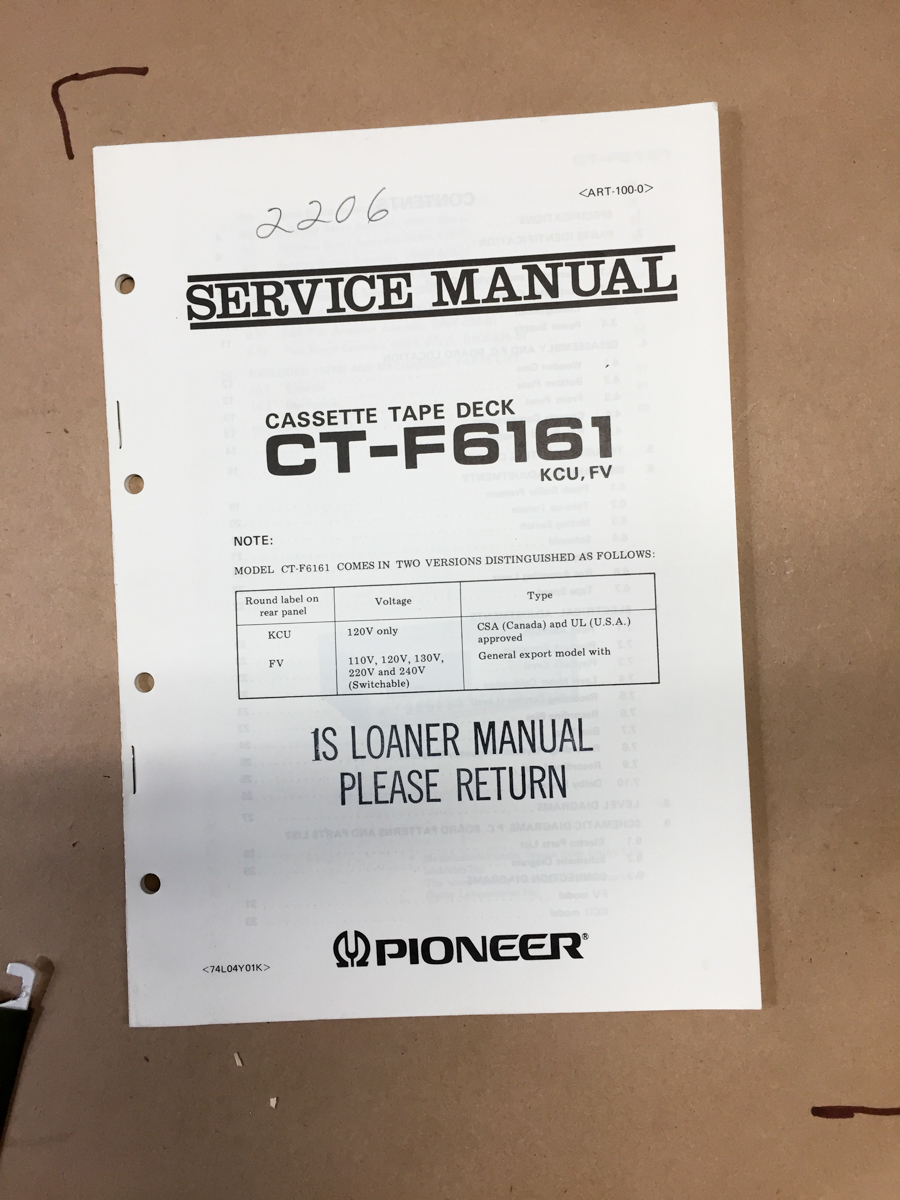 <ART-100-0>
2206
SERVICE MANUAL
CASSETTE TAPE DECK
CT-F6161
KCU, FV
NOTE:
MODEL CT-F6161 COMES IN TWO VERSIONS DISTINGUISHED AS FOLLOWS:
Round label on rear panel Voltage Type
KCU 120V only CSA (Canada) and UL (U.S.A.) approved
FV 110V, 120V, 130V, 220V and 240V (Switchable) General export model with
1S LOANER MANUAL
PLEASE RETURN
PIONEER®
<74L04Y01K>